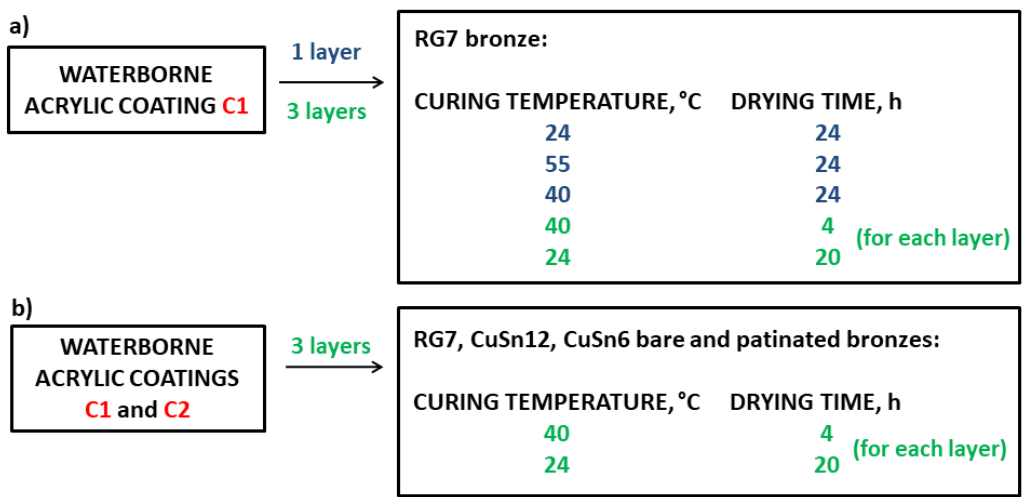 a)
WATERBORNE
ACRYLIC COATING C1
1 layer
3 layers
RG7 bronze:
CURING TEMPERATURE, °C DRYING TIME, h
24 24
55 24
40 24
40 4
(for each layer)
24 20
b)
WATERBORNE
ACRYLIC COATINGS
C1 and C2
3 layers
RG7, CuSn12, CuSn6 bare and patinated bronzes:
CURING TEMPERATURE, °C DRYING TIME, h
40 4
(for each layer)
24 20